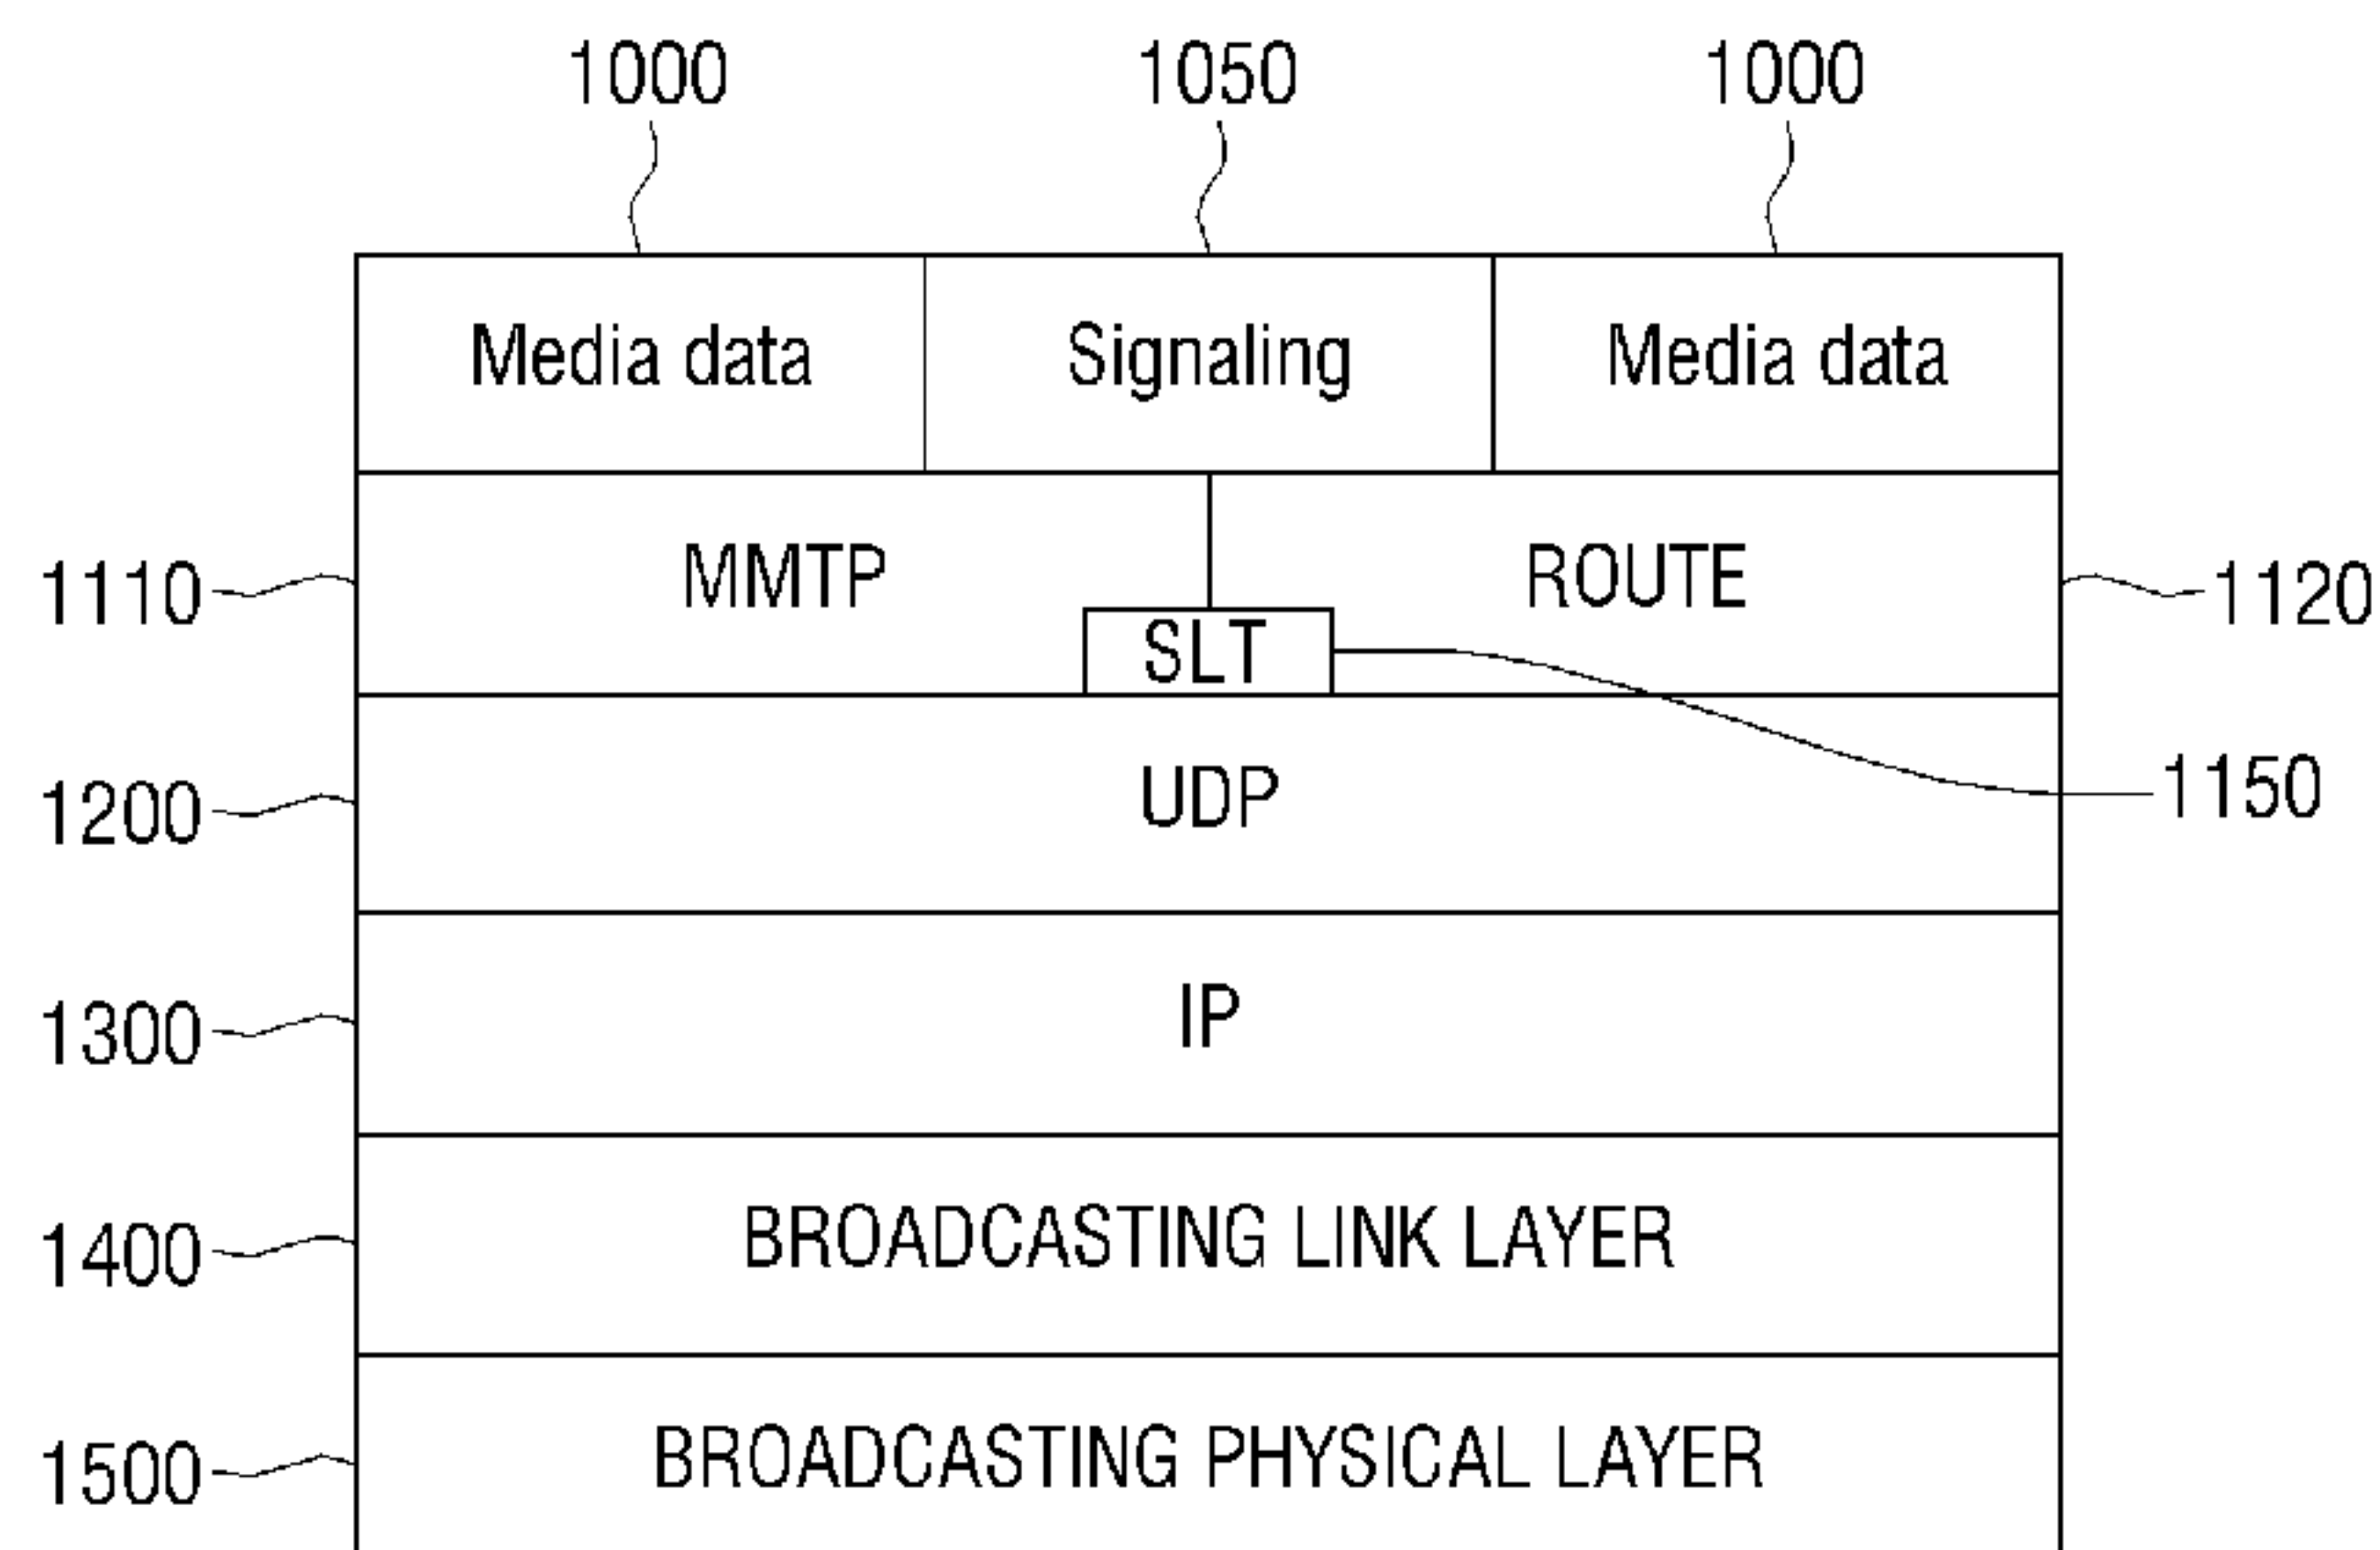 1000 1050 1000
Media data Signaling Media data
MMTP ROUTE
1110 1120
SLT
UDP
1200 1150
IP
1300
BROADCASTING LINK LAYER
1400
BROADCASTING PHYSICAL LAYER
1500